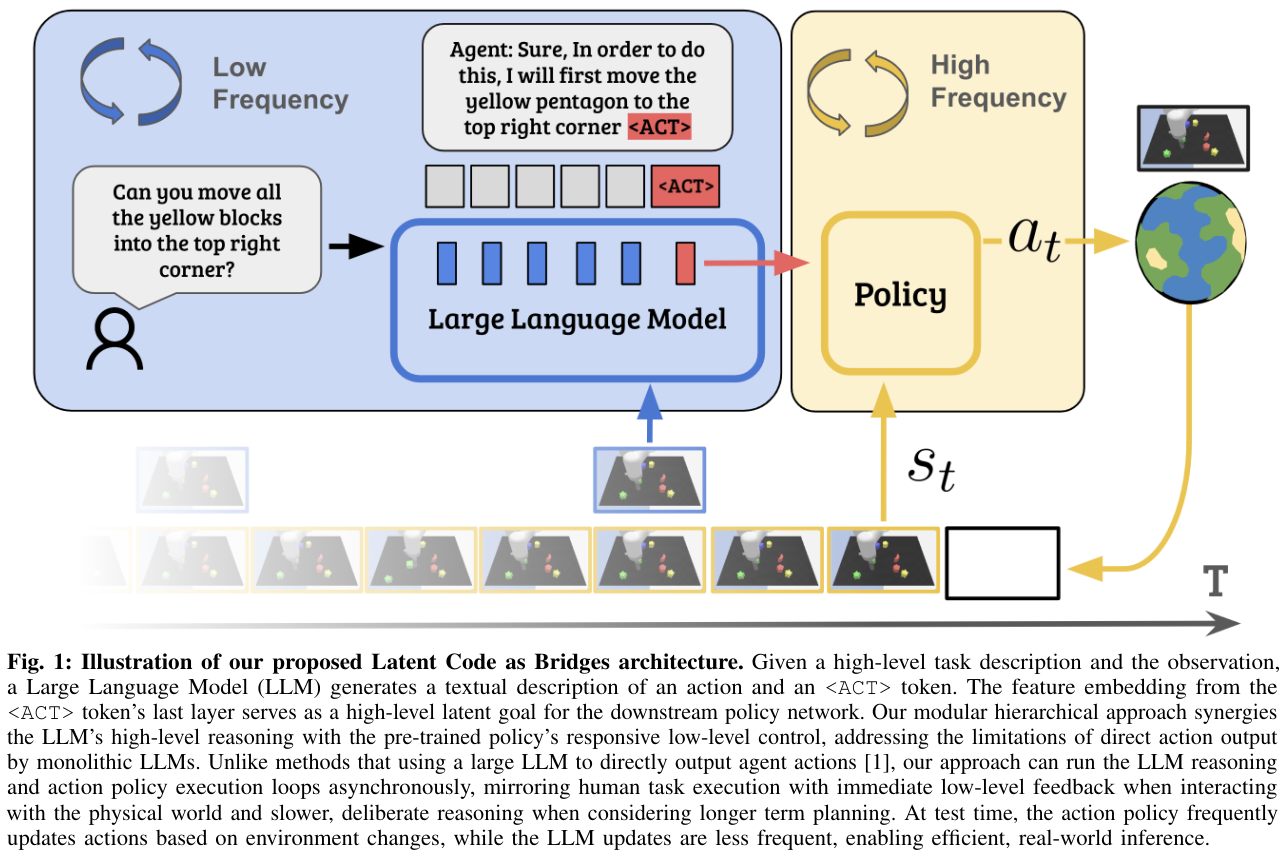 Low
Frequency
Agent: Sure, In order to do
this, I will first move the
yellow pentagon to the
top right corner <ACT>
High
Frequency
Can you move all
the yellow blocks
into the top right
corner?
<ACT>
Large Language Model
Policy
a_t
s_t
T
Fig. 1: Illustration of our proposed Latent Code as Bridges architecture. Given a high-level task description and the observation,
a Large Language Model (LLM) generates a textual description of an action and an <ACT> token. The feature embedding from the
<ACT> token's last layer serves as a high-level latent goal for the downstream policy network. Our modular hierarchical approach synergies
the LLM's high-level reasoning with the pre-trained policy's responsive low-level control, addressing the limitations of direct action output
by monolithic LLMs. Unlike methods that using a large LLM to directly output agent actions [1], our approach can run the LLM reasoning
and action policy execution loops asynchronously, mirroring human task execution with immediate low-level feedback when interacting
with the physical world and slower, deliberate reasoning when considering longer term planning. At test time, the action policy frequently
updates actions based on environment changes, while the LLM updates are less frequent, enabling efficient, real-world inference.